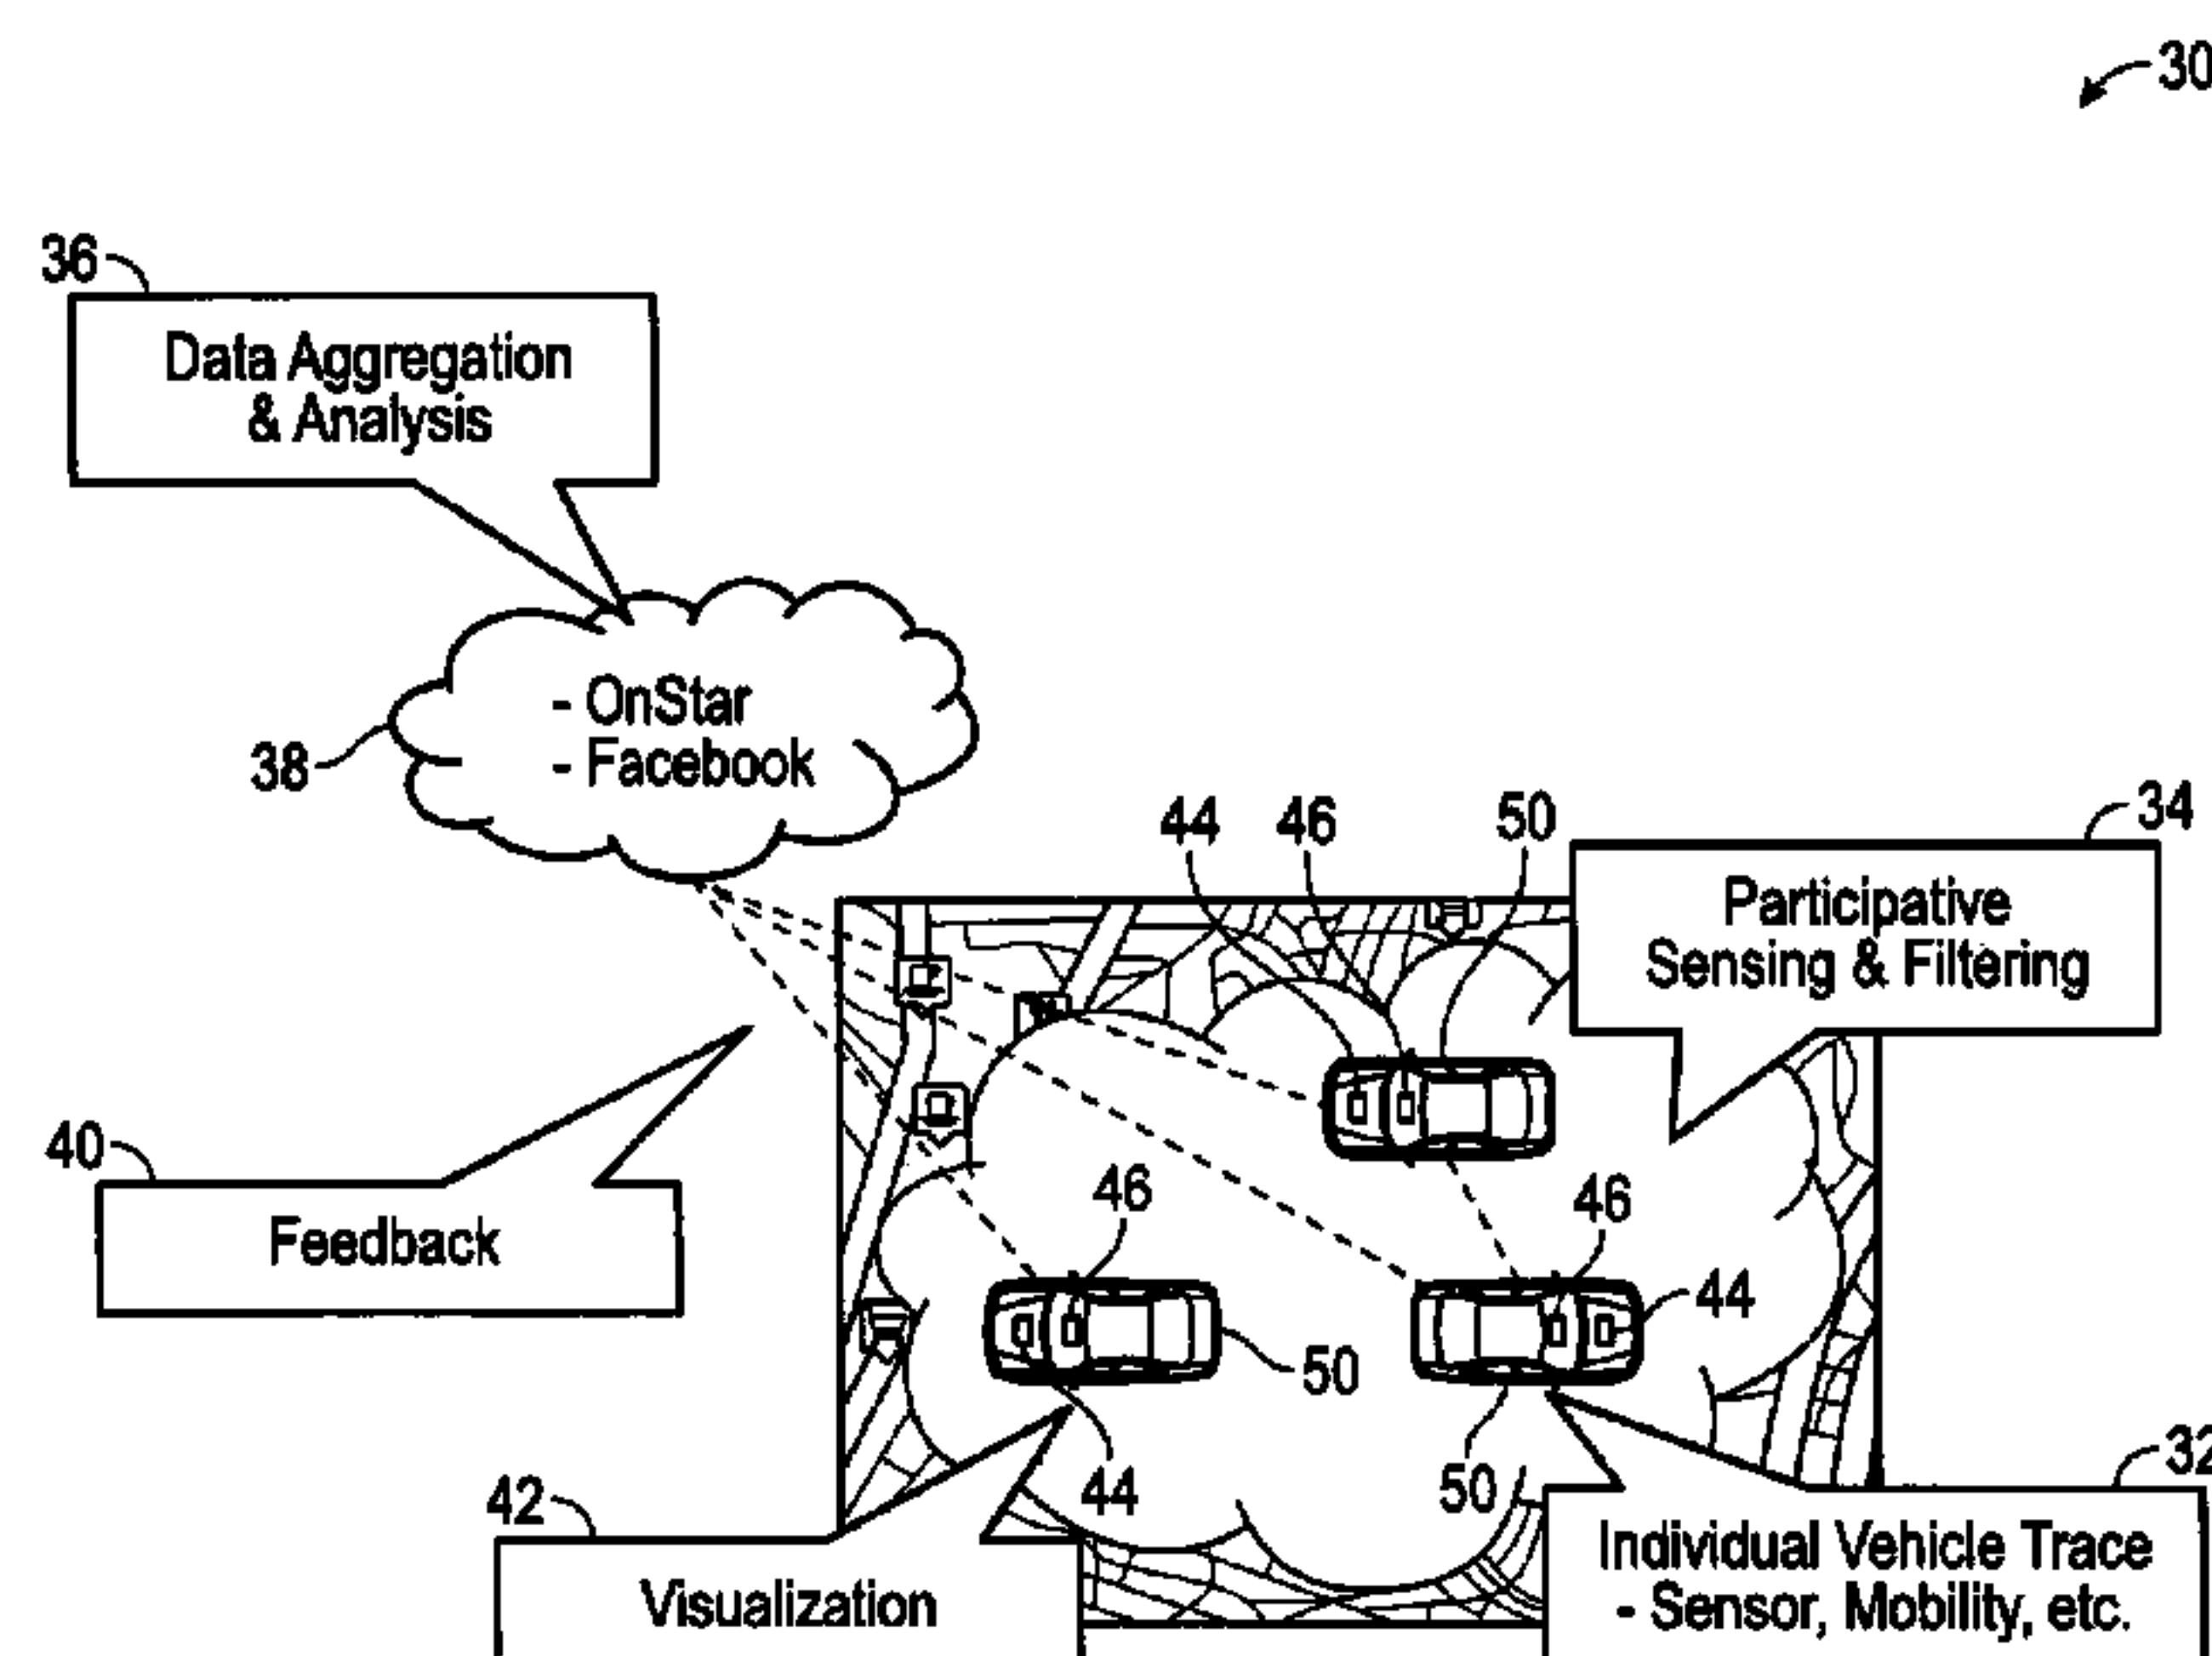 30
36
Data Aggregation
& Analysis
- OnStar
- Facebook
38
44 46 50
34
Participative
Sensing & Filtering
40
Feedback
46
46
44
50
44
50
42
Visualization
32
Individual Vehicle Trace
- Sensor, Mobility, etc.